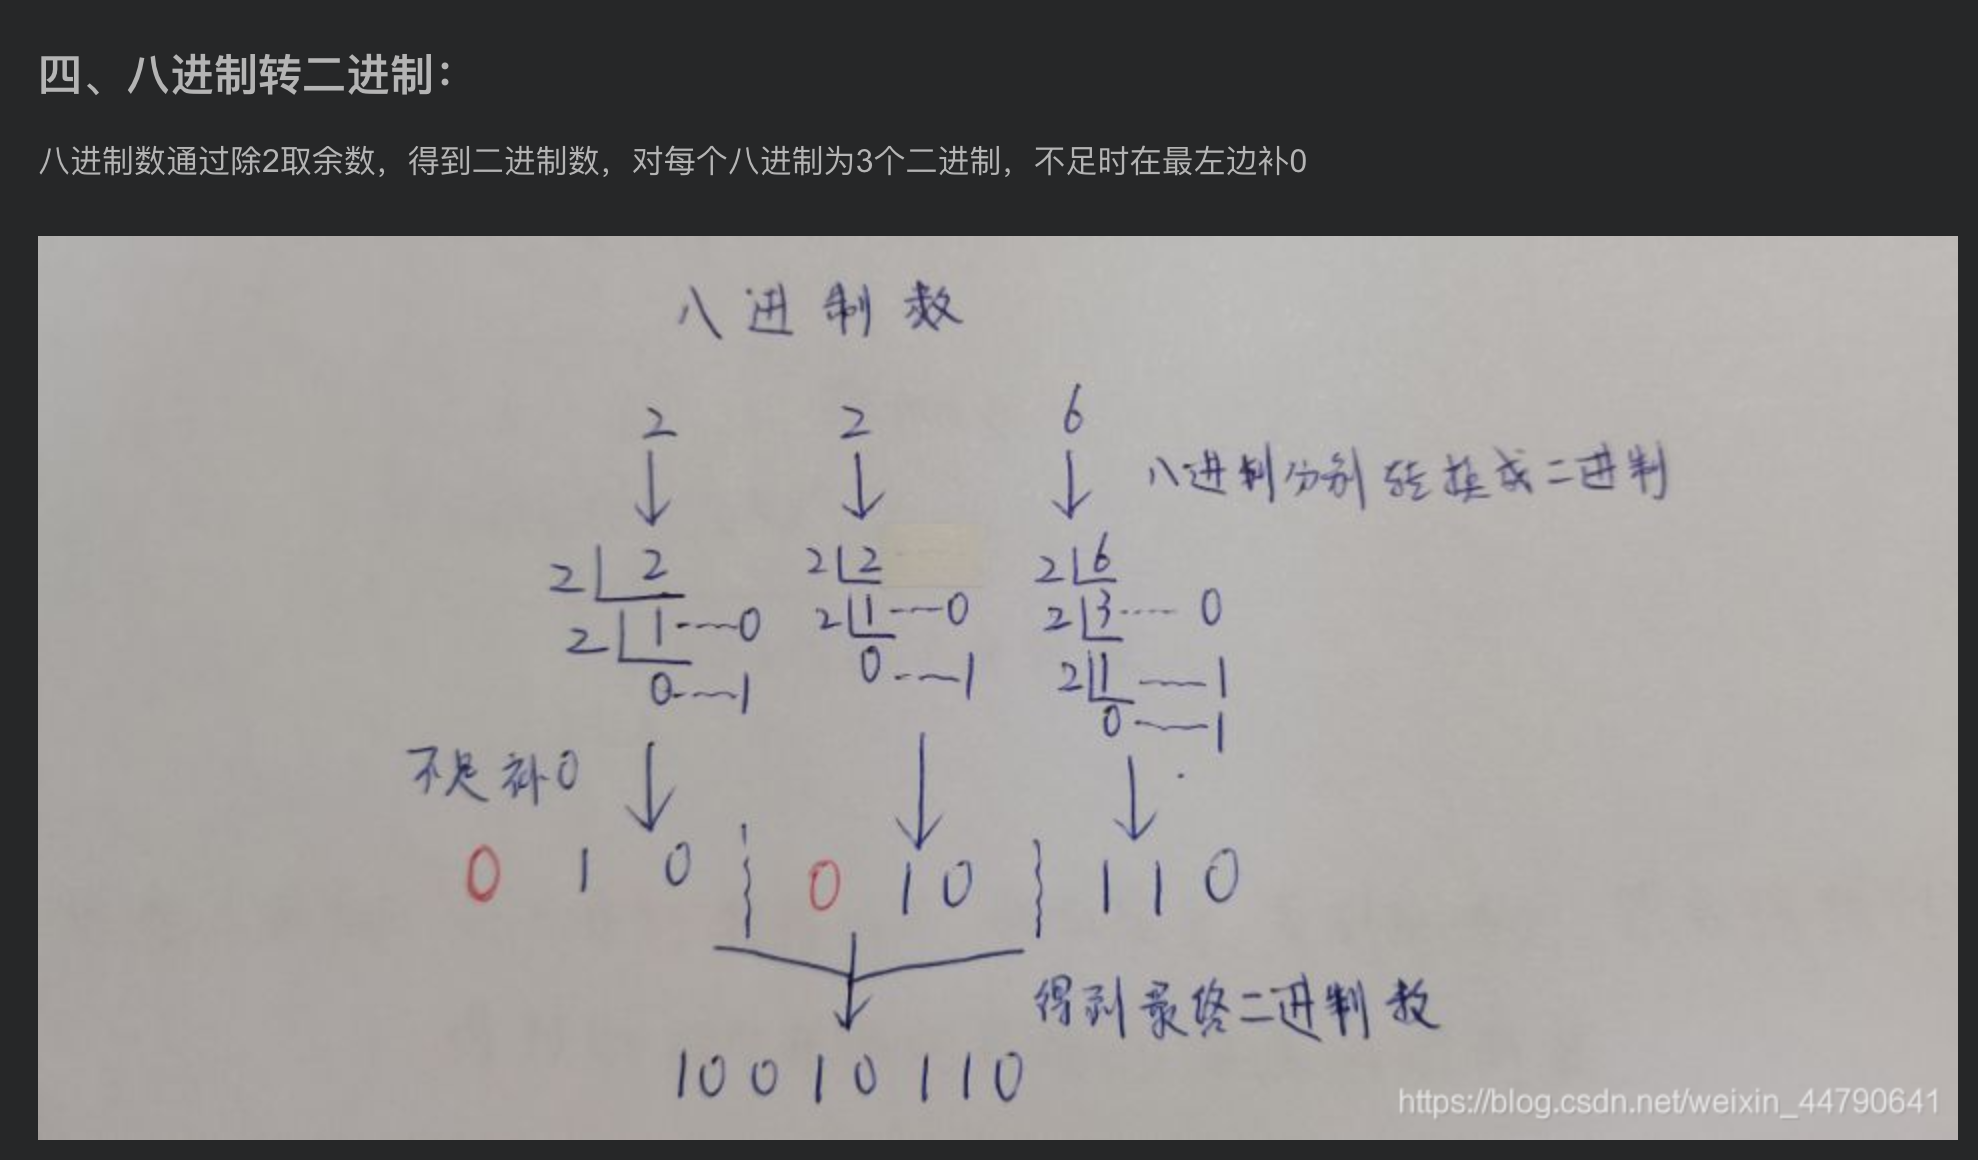 四、八进制转二进制：
八进制数通过除2取余数，得到二进制数，对每个八进制为3个二进制，不足时在最左边补0
八进制数
2 2 6
八进制分别转换成二进制
2 2 2 2 2 6
2 1 ---- 0 2 1 ---- 0 2 3 ---- 0
0 ---- 1 0 ---- 1 2 1 ---- 1
0 ---- 1
不足补0
0 1 0 0 1 0 1 1 0
得到最终二进制数
10010110
https://blog.csdn.net/weixin_44790641